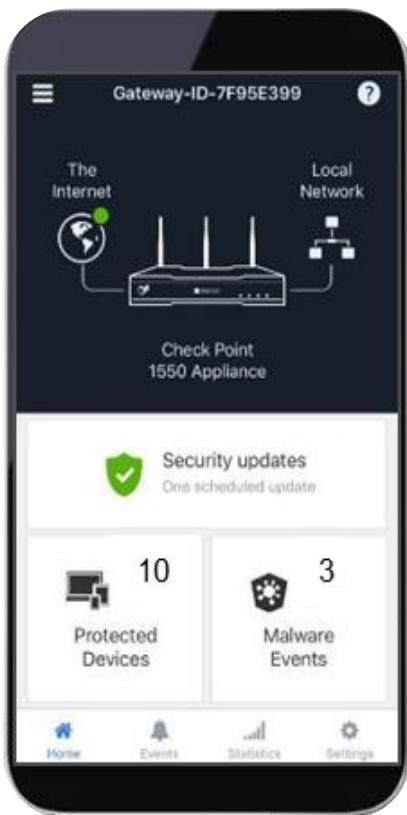 Gateway-ID-7F95E399
?
The
Internet
Local
Network
Check Point
1550 Appliance
Security updates
One scheduled update
10
Protected
Devices
3
Malware
Events
Home
Events
Statistics
Settings